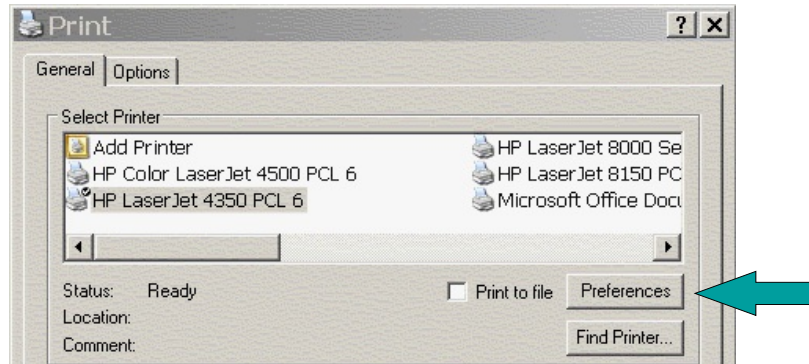 Print
General Options
Select Printer
Add Printer
HP Color LaserJet 4500 PCL 6
HP LaserJet 4350 PCL 6
HP LaserJet 8000 Se
HP LaserJet 8150 PC
Microsoft Office Docu
Status: Ready Print to file Preferences
Location:
Comment: Find Printer...